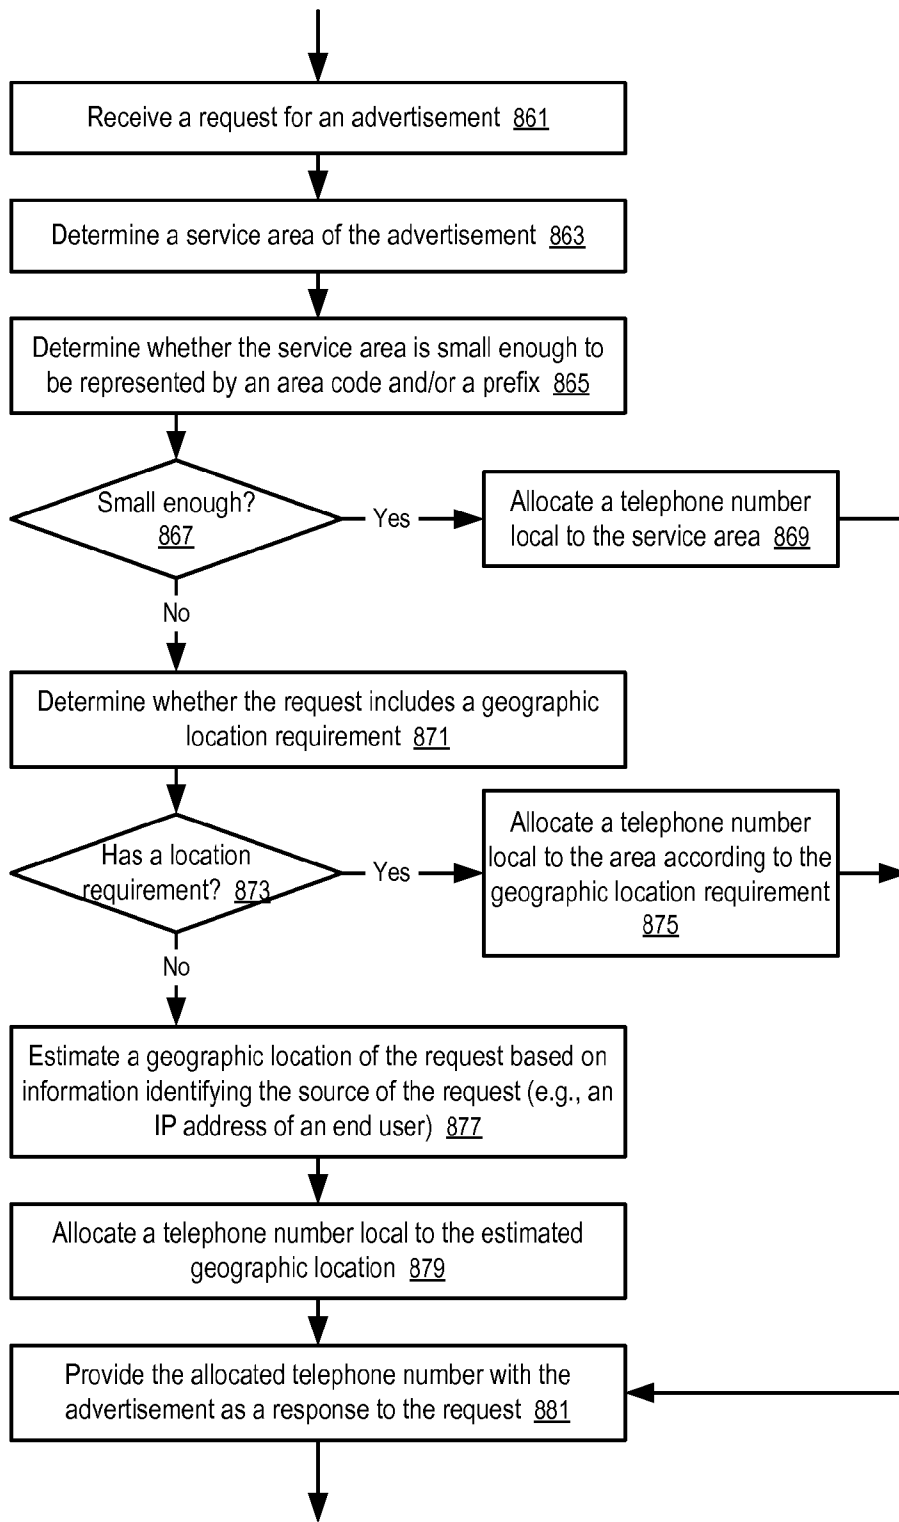 Receive a request for an advertisement 861
Determine a service area of the advertisement 863
Determine whether the service area is small enough to
be represented by an area code and/or a prefix 865
Small enough?
867
Yes
Allocate a telephone number
local to the service area 869
No
Determine whether the request includes a geographic
location requirement 871
Has a location
requirement? 873
Yes
Allocate a telephone number
local to the area according to the
geographic location requirement
875
No
Estimate a geographic location of the request based on
information identifying the source of the request (e.g., an
IP address of an end user) 877
Allocate a telephone number local to the estimated
geographic location 879
Provide the allocated telephone number with the
advertisement as a response to the request 881